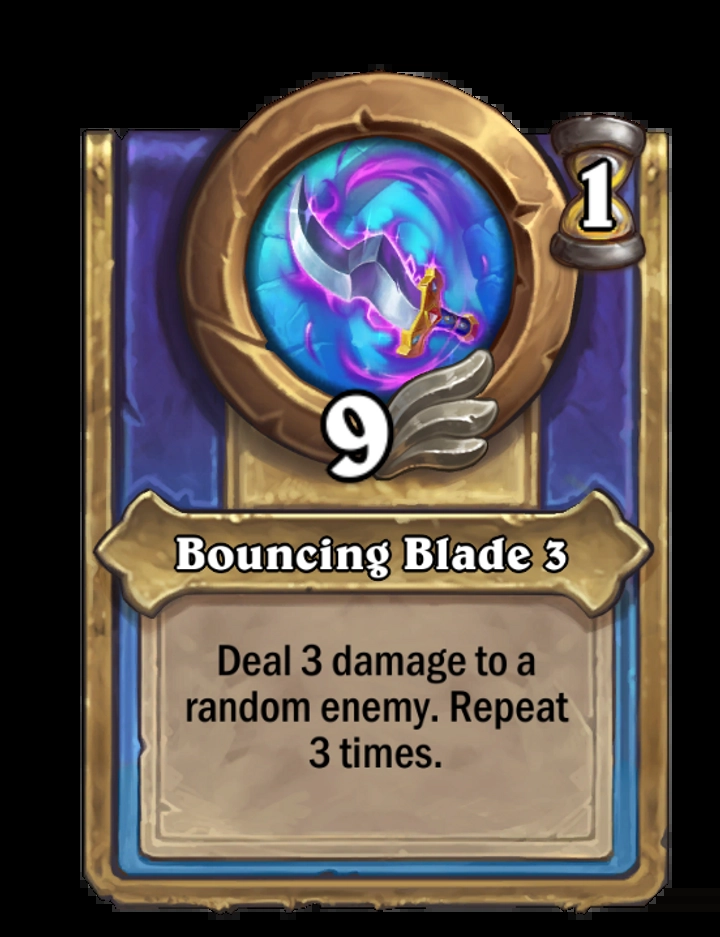 1
9
Bouncing Blade 3
Deal 3 damage to a
random enemy. Repeat
3 times.